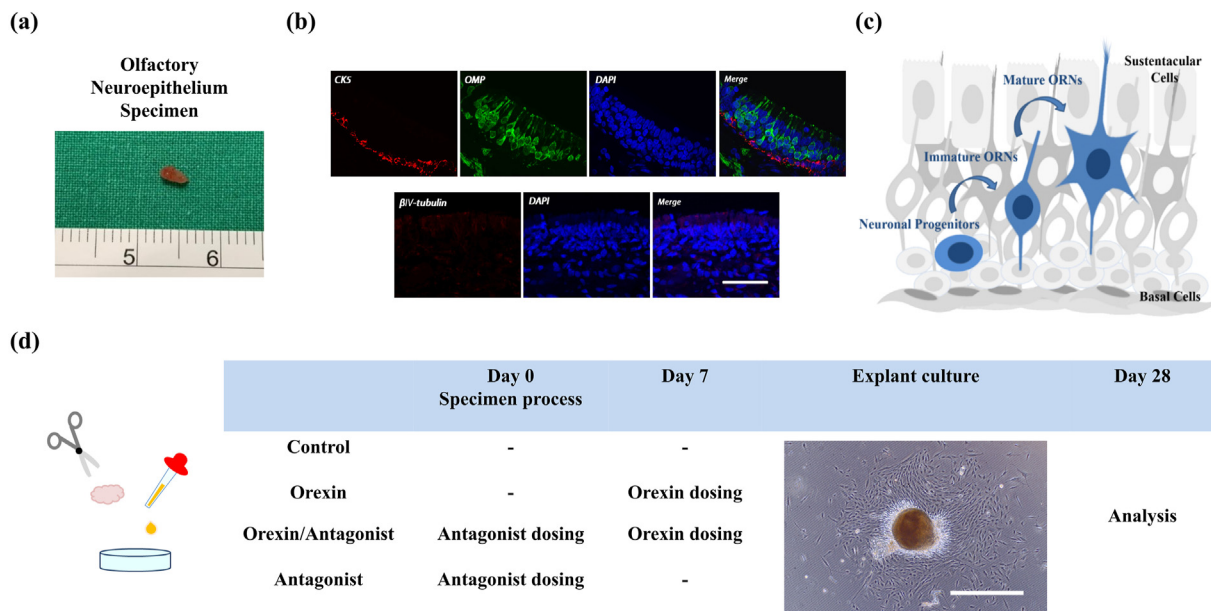 (a)
Olfactory
Neuroepithelium
Specimen
5 6
(b)
CK5 OMP DAPI Merge
βIV-tubulin DAPI Merge
(c)
Sustentacular
Cells
Mature ORNs
Immature ORNs
Neuronal Progenitors
Basal Cells
(d)
Day 0 Day 7 Explant culture Day 28
Specimen process
Control - -
Orexin - Orexin dosing
Orexin/Antagonist Antagonist dosing Orexin dosing
Analysis
Antagonist Antagonist dosing -